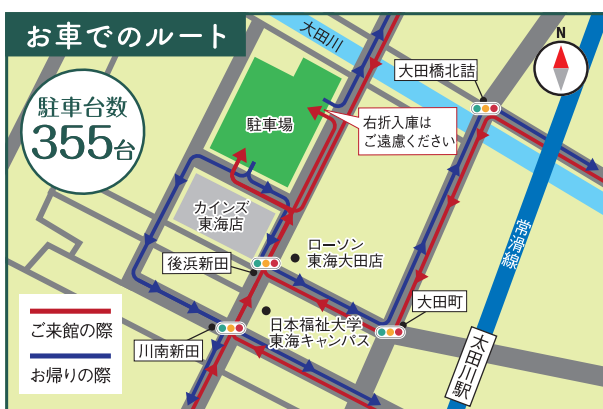 お車でのルート
駐車台数
355台
大田川
大田橋北詰
N
駐車場
右折入庫は
ご遠慮ください
カインズ
東海店
常滑線
ローソン
東海大田店
後浜新田
大田町
日本福祉大学
東海キャンパス
川南新田
太田川駅
ご来館の際
お帰りの際